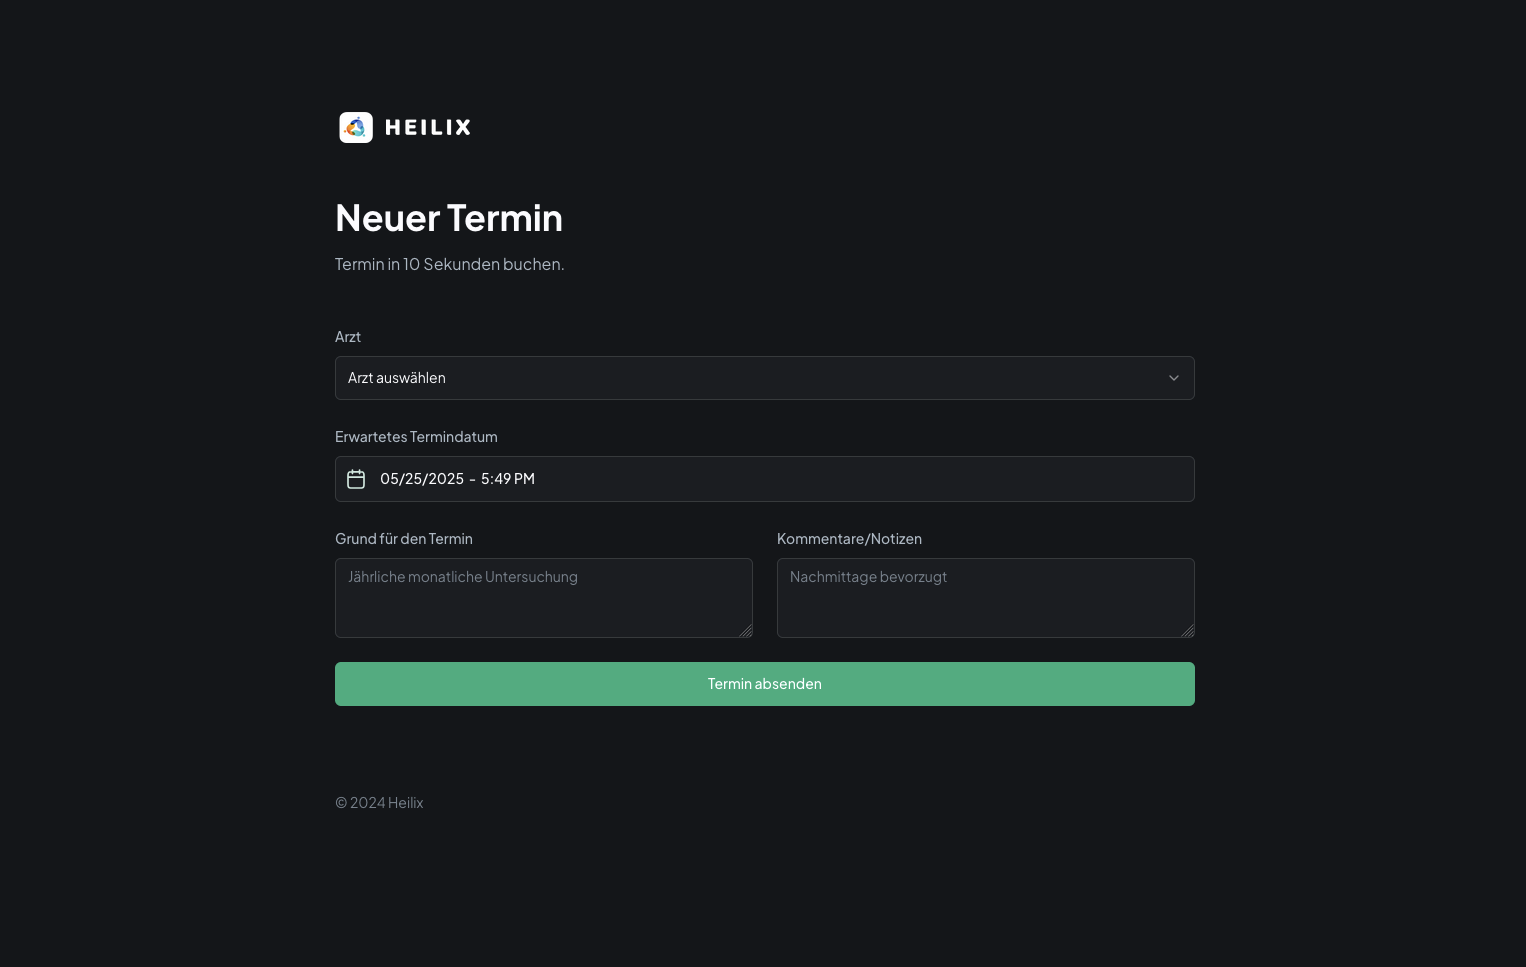 HEILIX
Neuer Termin
Termin in 10 Sekunden buchen.
Arzt
Arzt auswählen
Erwartetes Termindatum
05/25/2025 - 5:49 PM
Grund für den Termin
Jährliche monatliche Untersuchung
Kommentare/Notizen
Nachmittage bevorzugt
Termin absenden
© 2024 Heilix